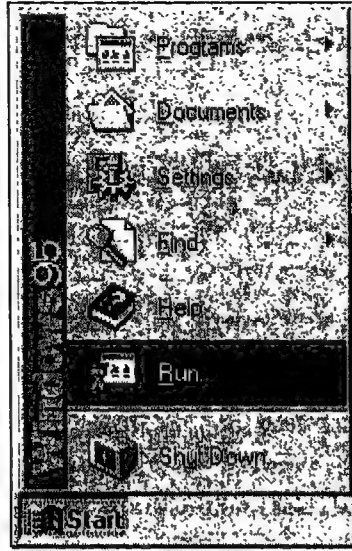 Programs
Documents
Settings
Find
Help
Run...
Shut Down...
Windows 95
Start